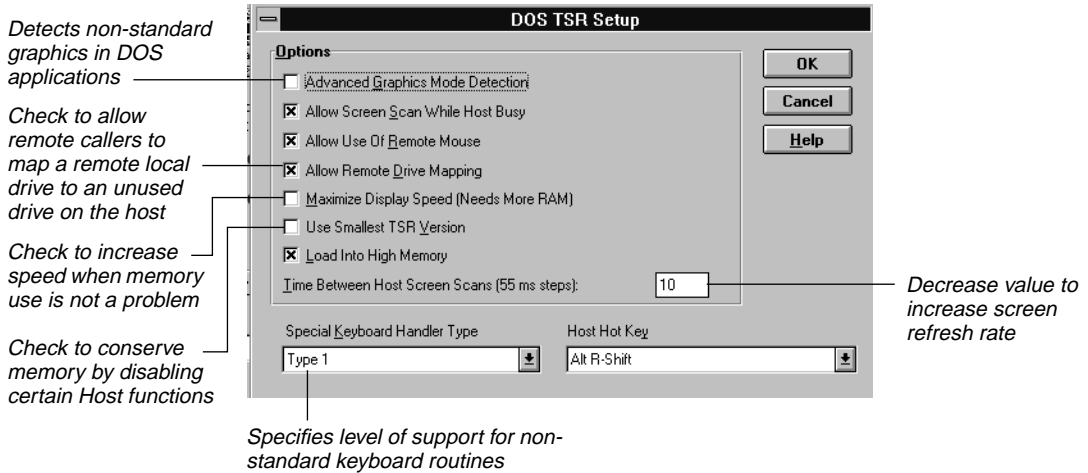 DOS TSR Setup
Detects non-standard
graphics in DOS
applications
Check to allow
remote callers to
map a remote local
drive to an unused
drive on the host
Check to increase
speed when memory
use is not a problem
Check to conserve
memory by disabling
certain Host functions
Options
Advanced Graphics Mode Detection
Allow Screen Scan While Host Busy
Allow Use Of Remote Mouse
Allow Remote Drive Mapping
Maximize Display Speed (Needs More RAM)
Use Smallest TSR Version
Load Into High Memory
Time Between Host Screen Scans (55 ms steps): 10
OK
Cancel
Help
Special Keyboard Handler Type
Type 1
Host Hot Key
Alt R-Shift
Decrease value to
increase screen
refresh rate
Specifies level of support for non-
standard keyboard routines